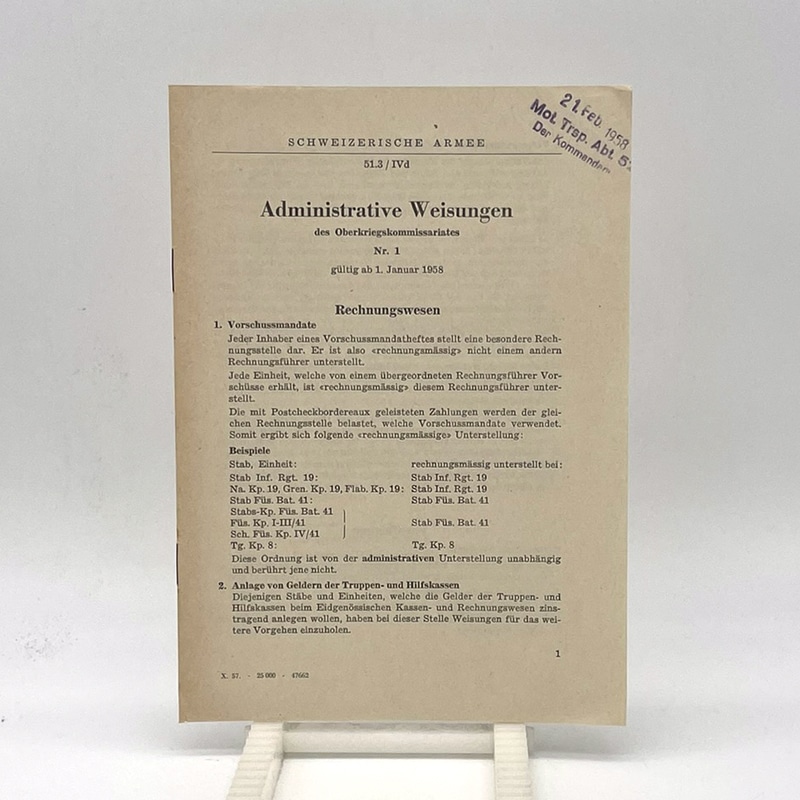 21. Feb. 1958
Mot. Trsp. Abt. 5
Der Kommandant
SCHWEIZERISCHE ARMEE
51.3 / IVd
Administrative Weisungen
des Oberkriegskommissariates
Nr. 1
gültig ab 1. Januar 1958
Rechnungswesen
1. Vorschussmandate
Jeder Inhaber eines Vorschussmandatheftes stellt eine besondere Rech-
nungsstelle dar. Er ist also «rechnungsmässig» nicht einem andern
Rechnungsführer unterstellt.
Jede Einheit, welche von einem übergeordneten Rechnungsführer Vor-
schüsse erhält, ist «rechnungsmässig» diesem Rechnungsführer unter-
stellt.
Die mit Postcheckbordereaux geleisteten Zahlungen werden der glei-
chen Rechnungsstelle belastet, welche Vorschussmandate verwendet.
Somit ergibt sich folgende «rechnungsmässige» Unterstellung:
Beispiele
Stab, Einheit: rechnungsmässig unterstellt bei:
Stab Inf. Rgt. 19: Stab Inf. Rgt. 19
Na. Kp. 19, Gren. Kp. 19, Flab. Kp. 19: Stab Inf. Rgt. 19
Stab Füs. Bat. 41: Stab Füs. Bat. 41
Stabs-Kp. Füs. Bat. 41
Füs. Kp. I-III/41 Stab Füs. Bat. 41
Sch. Füs. Kp. IV/41
Tg. Kp. 8: Tg. Kp. 8
Diese Ordnung ist von der administrativen Unterstellung unabhängig
und berührt jene nicht.
2. Anlage von Geldern der Truppen- und Hilfskassen
Diejenigen Stäbe und Einheiten, welche die Gelder der Truppen- und
Hilfskassen beim Eidgenössischen Kassen- und Rechnungswesen zins-
tragend anlegen wollen, haben bei dieser Stelle Weisungen für das wei-
tere Vorgehen einzuholen.
1
X. 57. - 25 000 - 47662